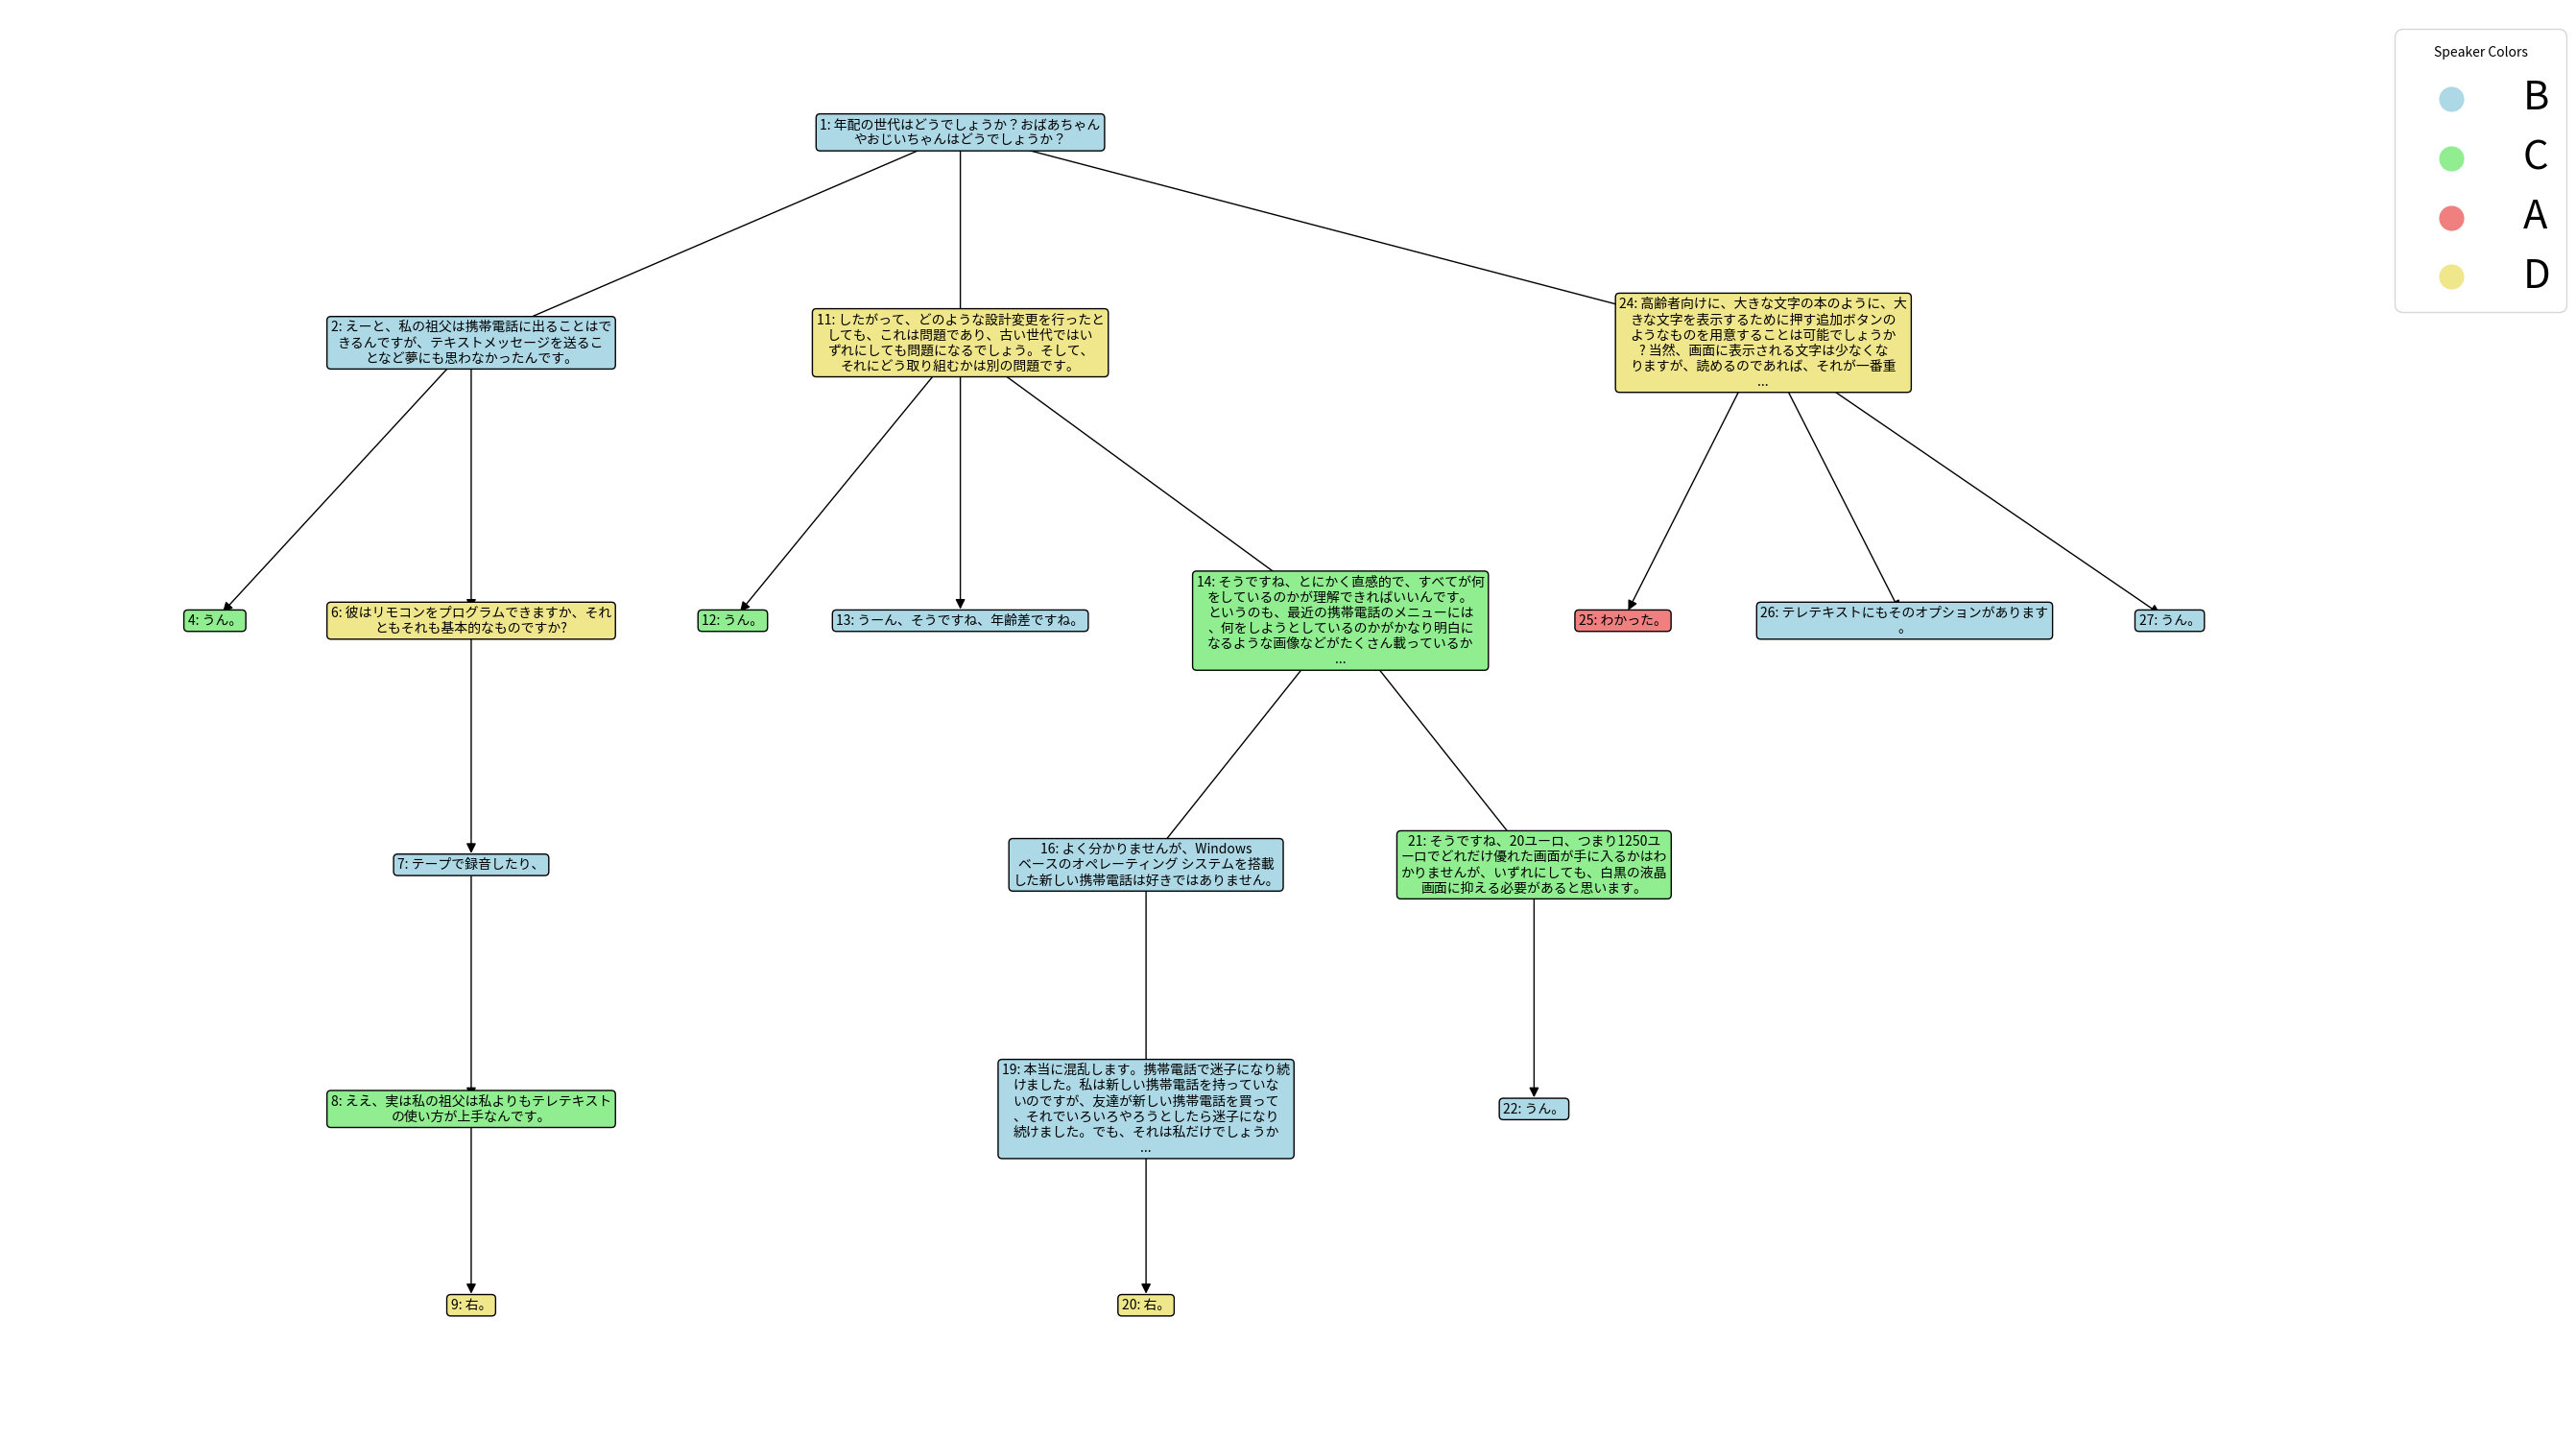 Speaker Colors
B
C
A
D
1: 年配の世代はどうでしょうか？おばあちゃん
やおじいちゃんはどうでしょうか？
2: えーと、私の祖父は携帯電話に出ることはで
きるんですが、テキストメッセージを送るこ
となど夢にも思わなかったんです。
11: したがって、どのような設計変更を行ったと
しても、これは問題であり、古い世代ではい
ずれにしても問題になるでしょう。そして、
それにどう取り組むかは別の問題です。
24: 高齢者向けに、大きな文字の本のように、大
きな文字を表示するために押す追加ボタンの
ようなものを用意することは可能でしょうか
? 当然、画面に表示される文字は少なくな
りますが、読めるのであれば、それが一番重
...
4: うん。
6: 彼はリモコンをプログラムできますか、それ
ともそれも基本的なものですか?
12: うん。
13: うーん、そうですね、年齢差ですね。
14: そうですね、とにかく直感的で、すべてが何
をしているのかが理解できればいいんです。
というのも、最近の携帯電話のメニューには
、何をしようとしているのかがかなり明白に
なるような画像などがたくさん載っているか
...
25: わかった。
26: テレテキストにもそのオプションがあります
。
27: うん。
7: テープで録音したり、
16: よく分かりませんが、Windows
ベースのオペレーティング システムを搭載
した新しい携帯電話は好きではありません。
21: そうですね、20ユーロ、つまり1250ユ
ーロでどれだけ優れた画面が手に入るかはわ
かりませんが、いずれにしても、白黒の液晶
画面に抑える必要があると思います。
8: ええ、実は私の祖父は私よりもテレテキスト
の使い方が上手なんです。
19: 本当に混乱します。携帯電話で迷子になり続
けました。私は新しい携帯電話を持っていな
いのですが、友達が新しい携帯電話を買って
、それでいろいろやろうとしたら迷子になり
続けました。でも、それは私だけでしょうか
...
22: うん。
9: 右。
20: 右。